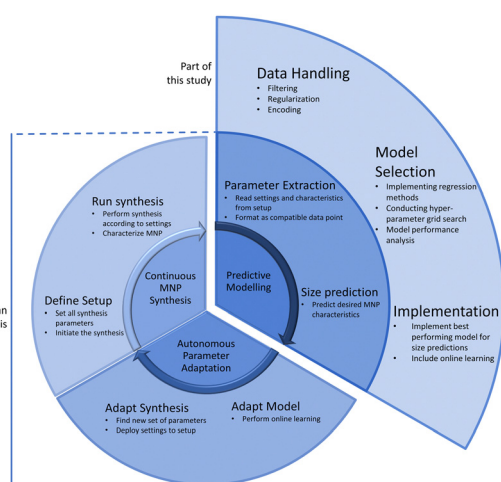 Part of
this study
Data Handling
• Filtering
• Regularization
• Encoding
Model
Selection
• Implementing regression
methods
• Conducting hyper-
parameter grid search
• Model performance
analysis
Implementation
• Implement best
performing model for
size predictions
• Include online learning
Parameter Extraction
• Read settings and characteristics
from setup
• Format as compatible data point
Size prediction
• Predict desired MNP
characteristics
Predictive
Modelling
Run synthesis
• Perform synthesis
according to settings
• Characterize MNP
Continuous
MNP
Synthesis
Define Setup
• Set all synthesis
parameters
• Initiate the synthesis
Autonomous
Parameter
Adaptation
Adapt Synthesis
• Find new set of parameters
• Deploy settings to setup
Adapt Model
• Perform online learning